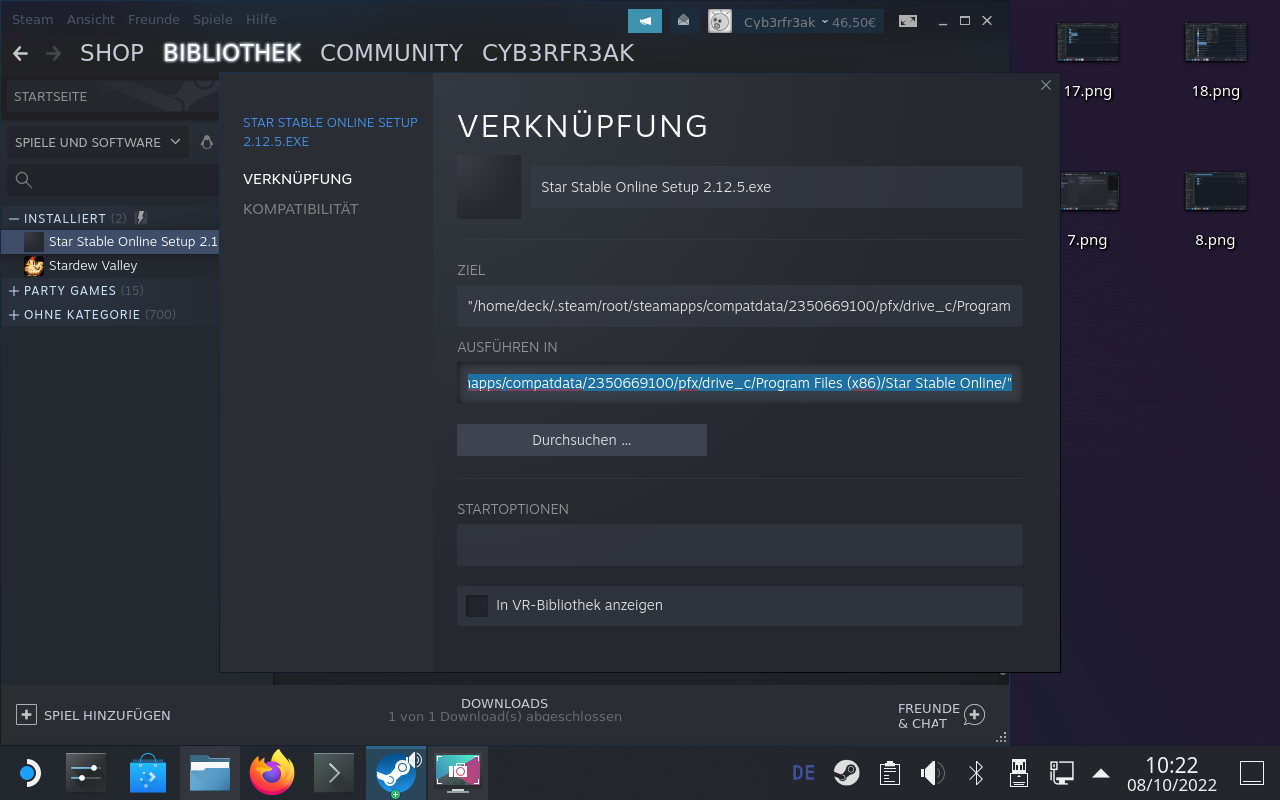 Steam Ansicht Freunde Spiele Hilfe
Cyb3rfr3ak 46,50€
SHOP BIBLIOTHEK COMMUNITY CYB3RFR3AK
STARTSEITE
SPIELE UND SOFTWARE
INSTALLIERT (2)
Star Stable Online Setup 2.1
Stardew Valley
PARTY GAMES (15)
OHNE KATEGORIE (700)
STAR STABLE ONLINE SETUP
2.12.5.EXE
VERKNÜPFUNG
KOMPATIBILITÄT
VERKNÜPFUNG
Star Stable Online Setup 2.12.5.exe
ZIEL
"/home/deck/.steam/root/steamapps/compatdata/2350669100/pfx/drive_c/Program
AUSFÜHREN IN
apps/compatdata/2350669100/pfx/drive_c/Program Files (x86)/Star Stable Online/"
Durchsuchen ...
STARTOPTIONEN
In VR-Bibliothek anzeigen
17.png
18.png
7.png
8.png
SPIEL HINZUFÜGEN
DOWNLOADS
1 von 1 Download(s) abgeschlossen
FREUNDE
& CHAT
DE
10:22
08/10/2022